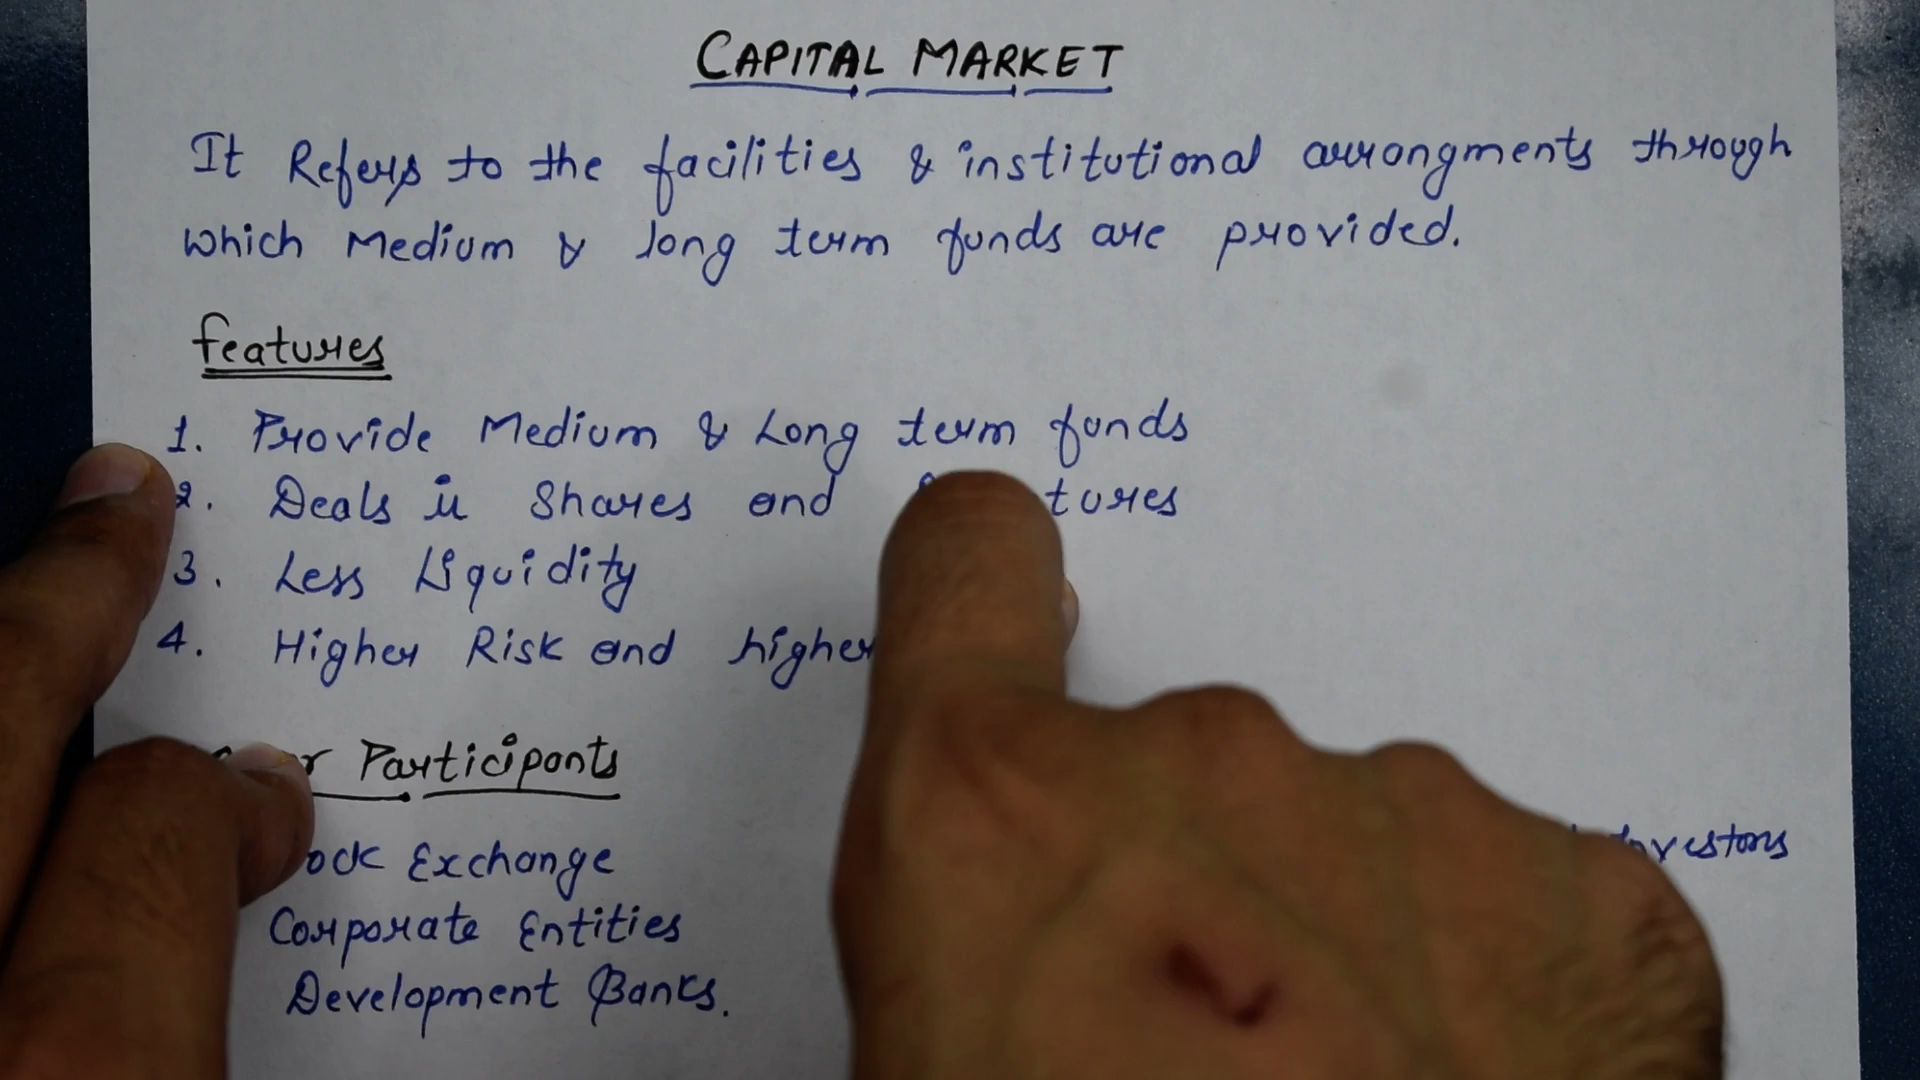 CAPITAL MARKET
It Refers to the facilities & institutional arrongments through
which Medium & long term funds are provided.
features
1. Provide Medium & Long term funds
2. Deals in Shares and tures
3. Less Liquidity
4. Higher Risk and higher
Participants
ock Exchange
Investors
Corporate Entities
Development Banks.